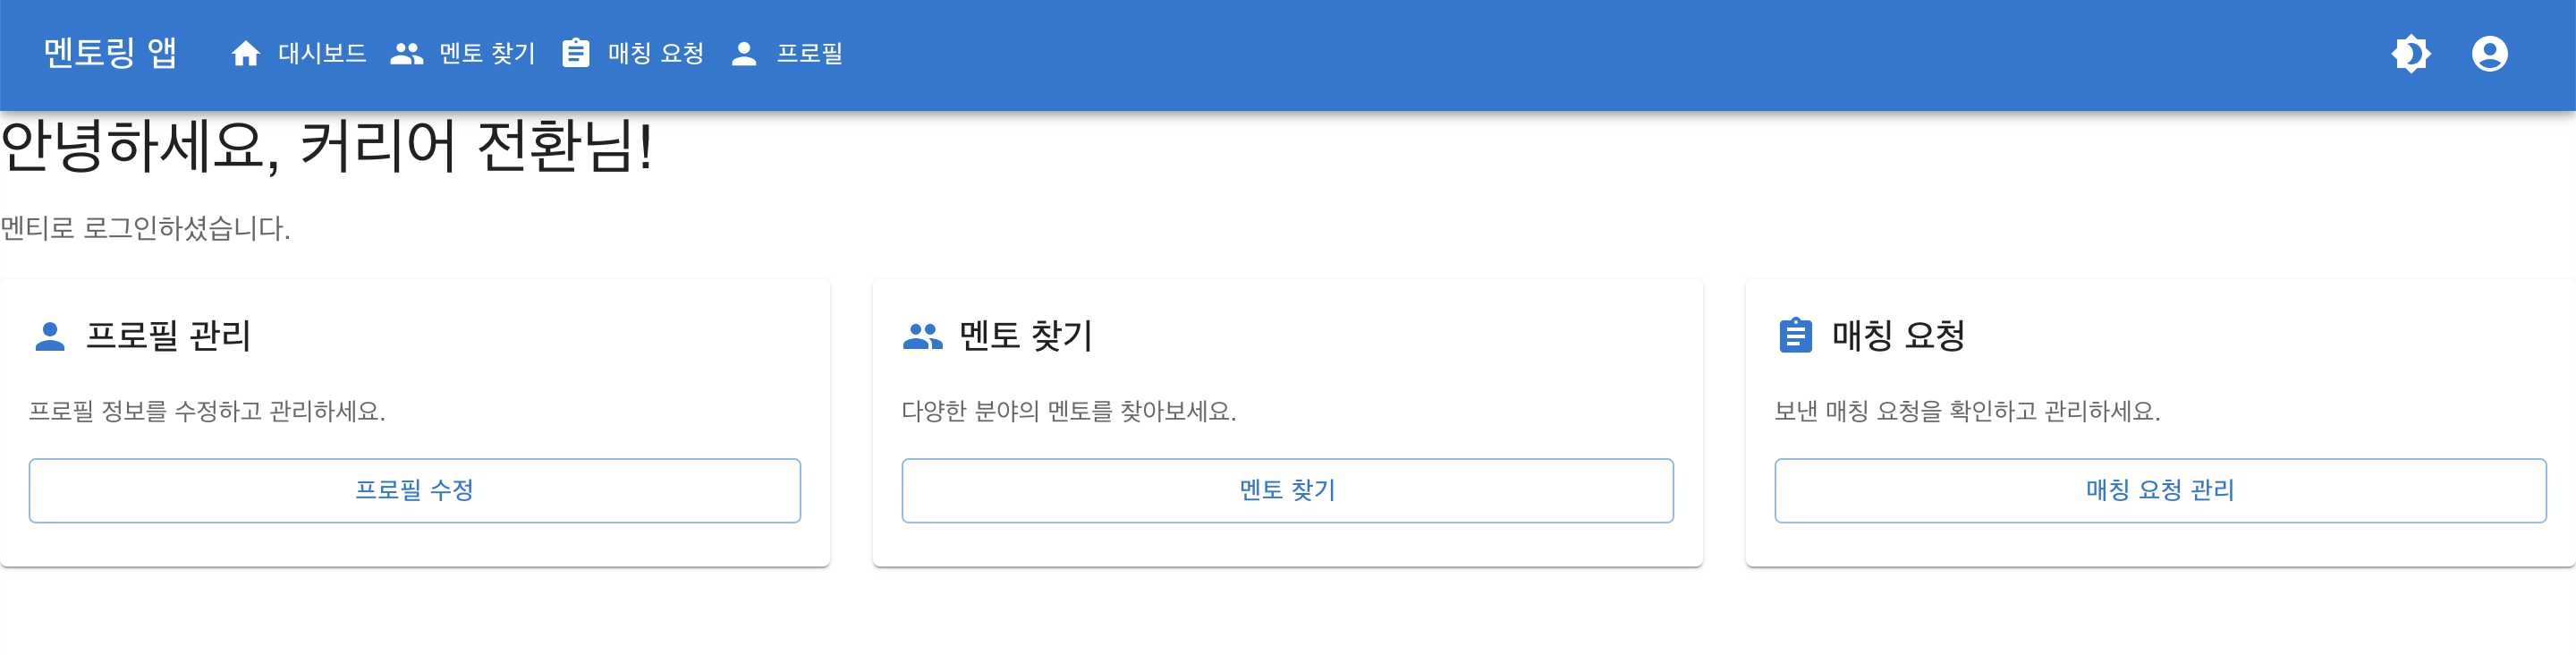 멘토링 앱 대시보드 멘토 찾기 매칭 요청 프로필
안녕하세요, 커리어 전환님!
멘티로 로그인하셨습니다.
프로필 관리
프로필 정보를 수정하고 관리하세요.
프로필 수정
멘토 찾기
다양한 분야의 멘토를 찾아보세요.
멘토 찾기
매칭 요청
보낸 매칭 요청을 확인하고 관리하세요.
매칭 요청 관리